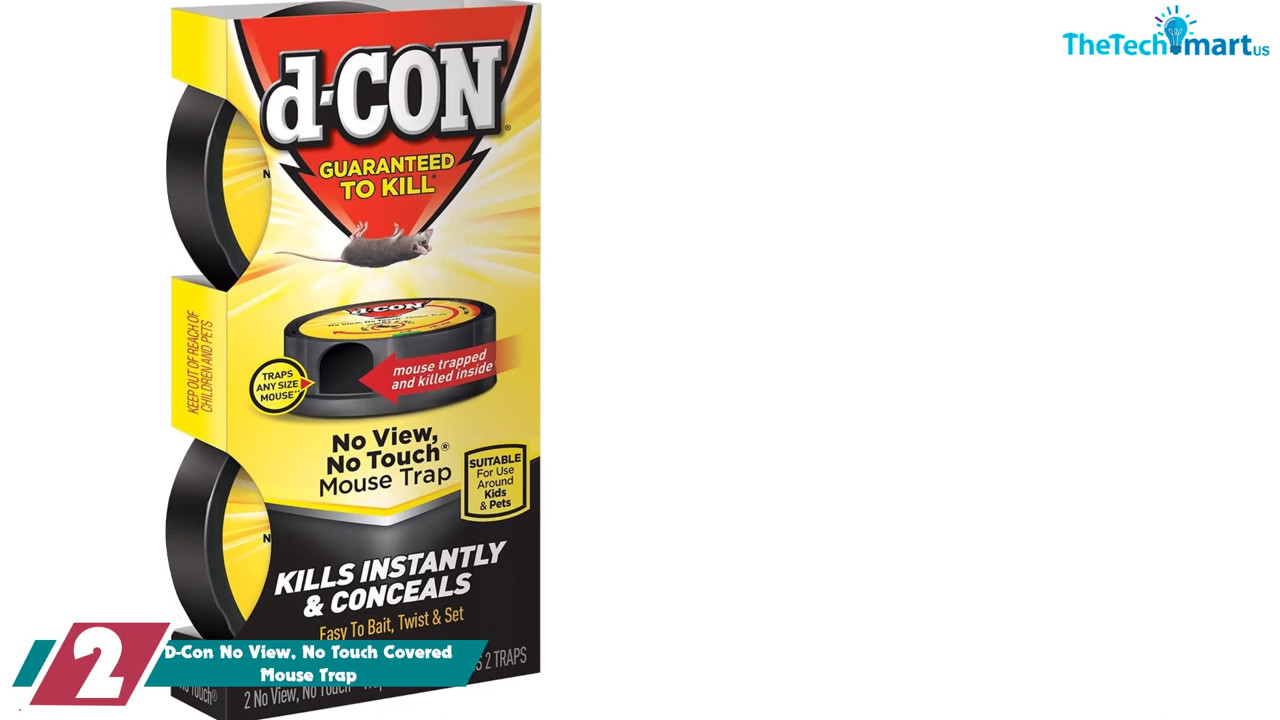 TheTechmartUS
d-CON®
GUARANTEED
TO KILL*
N
d-CON
KEEP OUT OF REACH OF
CHILDREN AND PETS
TRAPS
ANY SIZE
MOUSE**
mouse trapped
and killed inside
No View,
No Touch®
Mouse Trap
SUITABLE
For Use
Around
Kids
& Pets
N
KILLS INSTANTLY
& CONCEALS
Easy To Bait, Twist & Set
2
D-Con No View, No Touch Covered
Mouse Trap
2 TRAPS
No Touch®
2 No View, No Touch